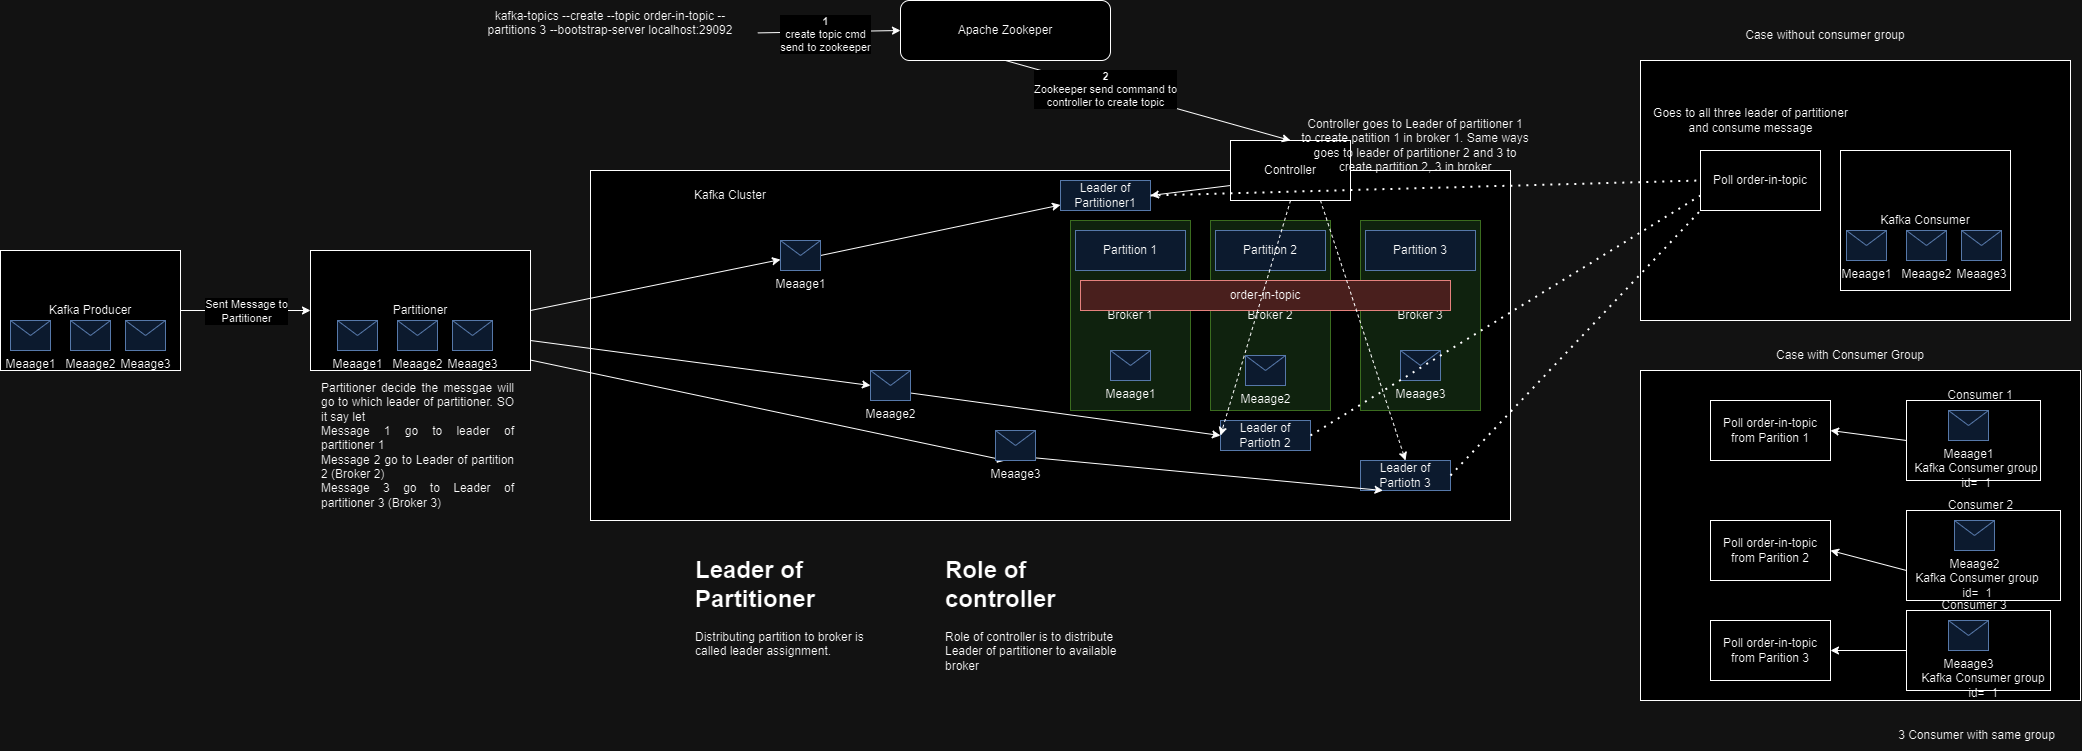 kafka-topics --create --topic order-in-topic --
partitions 3 --bootstrap-server localhost:29092
1
create topic cmd
send to zookeeper
Apache Zookeper
2
Zookeeper send command to
controller to create topic
Controller goes to Leader of partitioner 1
to create patition 1 in broker 1. Same ways
goes to leader of partitioner 2 and 3 to
create partition 2, 3 in broker
Controller
Kafka Cluster
Leader of
Partitioner1
Partition 1
Partition 2
Partition 3
order-in-topic
Broker 1
Broker 2
Broker 3
Meaage1
Meaage2
Meaage3
Leader of
Partiotn 2
Leader of
Partiotn 3
Meaage1
Meaage2
Meaage3
Kafka Producer
Meaage1
Meaage2
Meaage3
Sent Message to
Partitioner
Partitioner
Meaage1
Meaage2
Meaage3
Partitioner decide the messgae will
go to which leader of partitioner. SO
it say let
Message 1 go to leader of
partitioner 1
Message 2 go to Leader of partition
2 (Broker 2)
Message 3 go to Leader of
partitioner 3 (Broker 3)
Leader of
Partitioner
Distributing partition to broker is
called leader assignment.
Role of
controller
Role of controller is to distribute
Leader of partitioner to available
broker
Case without consumer group
Goes to all three leader of partitioner
and consume message
Poll order-in-topic
Kafka Consumer
Meaage1
Meaage2
Meaage3
Case with Consumer Group
Poll order-in-topic
from Parition 1
Consumer 1
Meaage1
Kafka Consumer group
id= 1
Poll order-in-topic
from Parition 2
Consumer 2
Meaage2
Kafka Consumer group
id= 1
Poll order-in-topic
from Parition 3
Consumer 3
Meaage3
Kafka Consumer group
id= 1
3 Consumer with same group